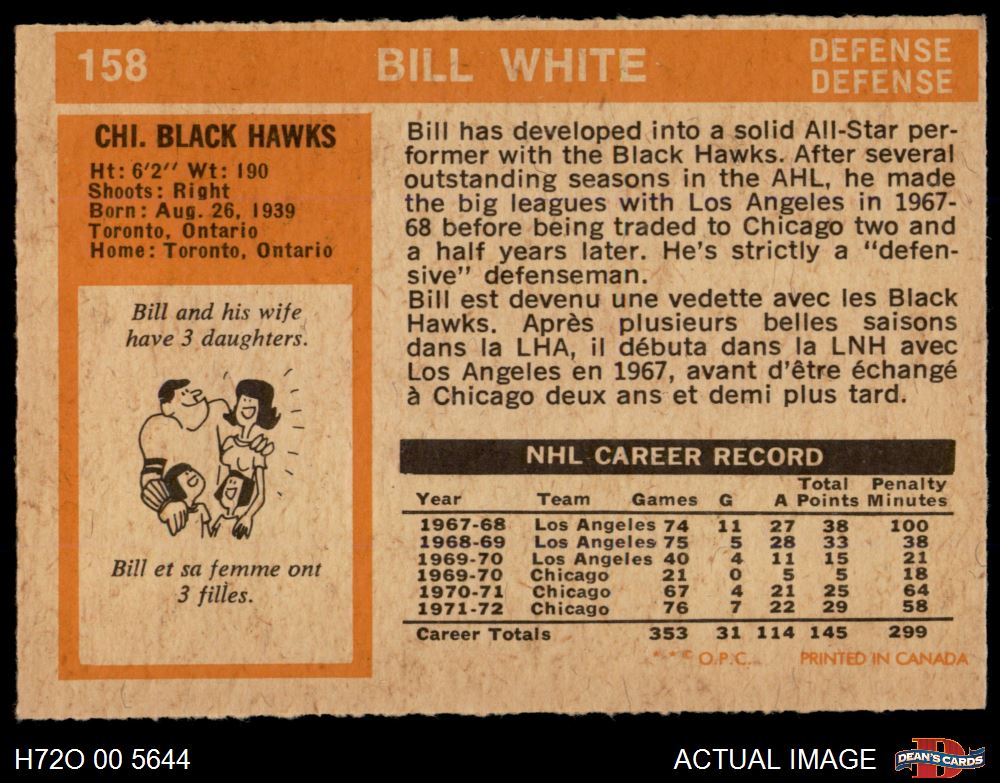 158 BILL WHITE DEFENSE
DEFENSE
CHI. BLACK HAWKS
Ht: 6'2'' Wt: 190
Shoots: Right
Born: Aug. 26, 1939
Toronto, Ontario
Home: Toronto, Ontario
Bill and his wife
have 3 daughters.
Bill et sa femme ont
3 filles.
Bill has developed into a solid All-Star per-
former with the Black Hawks. After several
outstanding seasons in the AHL, he made
the big leagues with Los Angeles in 1967-
68 before being traded to Chicago two and
a half years later. He's strictly a "defen-
sive" defenseman.
Bill est devenu une vedette avec les Black
Hawks. Après plusieurs belles saisons
dans la LHA, il débuta dans la LNH avec
Los Angeles en 1967, avant d'être échangé
à Chicago deux ans et demi plus tard.
NHL CAREER RECORD
Total Penalty
Year Team Games G A Points Minutes
1967-68 Los Angeles 74 11 27 38 100
1968-69 Los Angeles 75 5 28 33 38
1969-70 Los Angeles 40 4 11 15 21
1969-70 Chicago 21 0 5 5 18
1970-71 Chicago 67 4 21 25 64
1971-72 Chicago 76 7 22 29 58
Career Totals 353 31 114 145 299
* * © O.P.C. PRINTED IN CANADA
H72O 00 5644 ACTUAL IMAGE DEAN'S CARDS